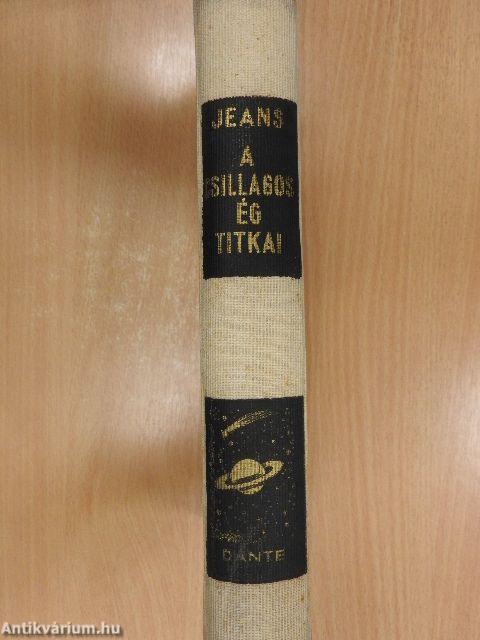 JEANS
A
CSILLAGOS
ÉG
TITKAI
DANTE
Antikvárium.hu